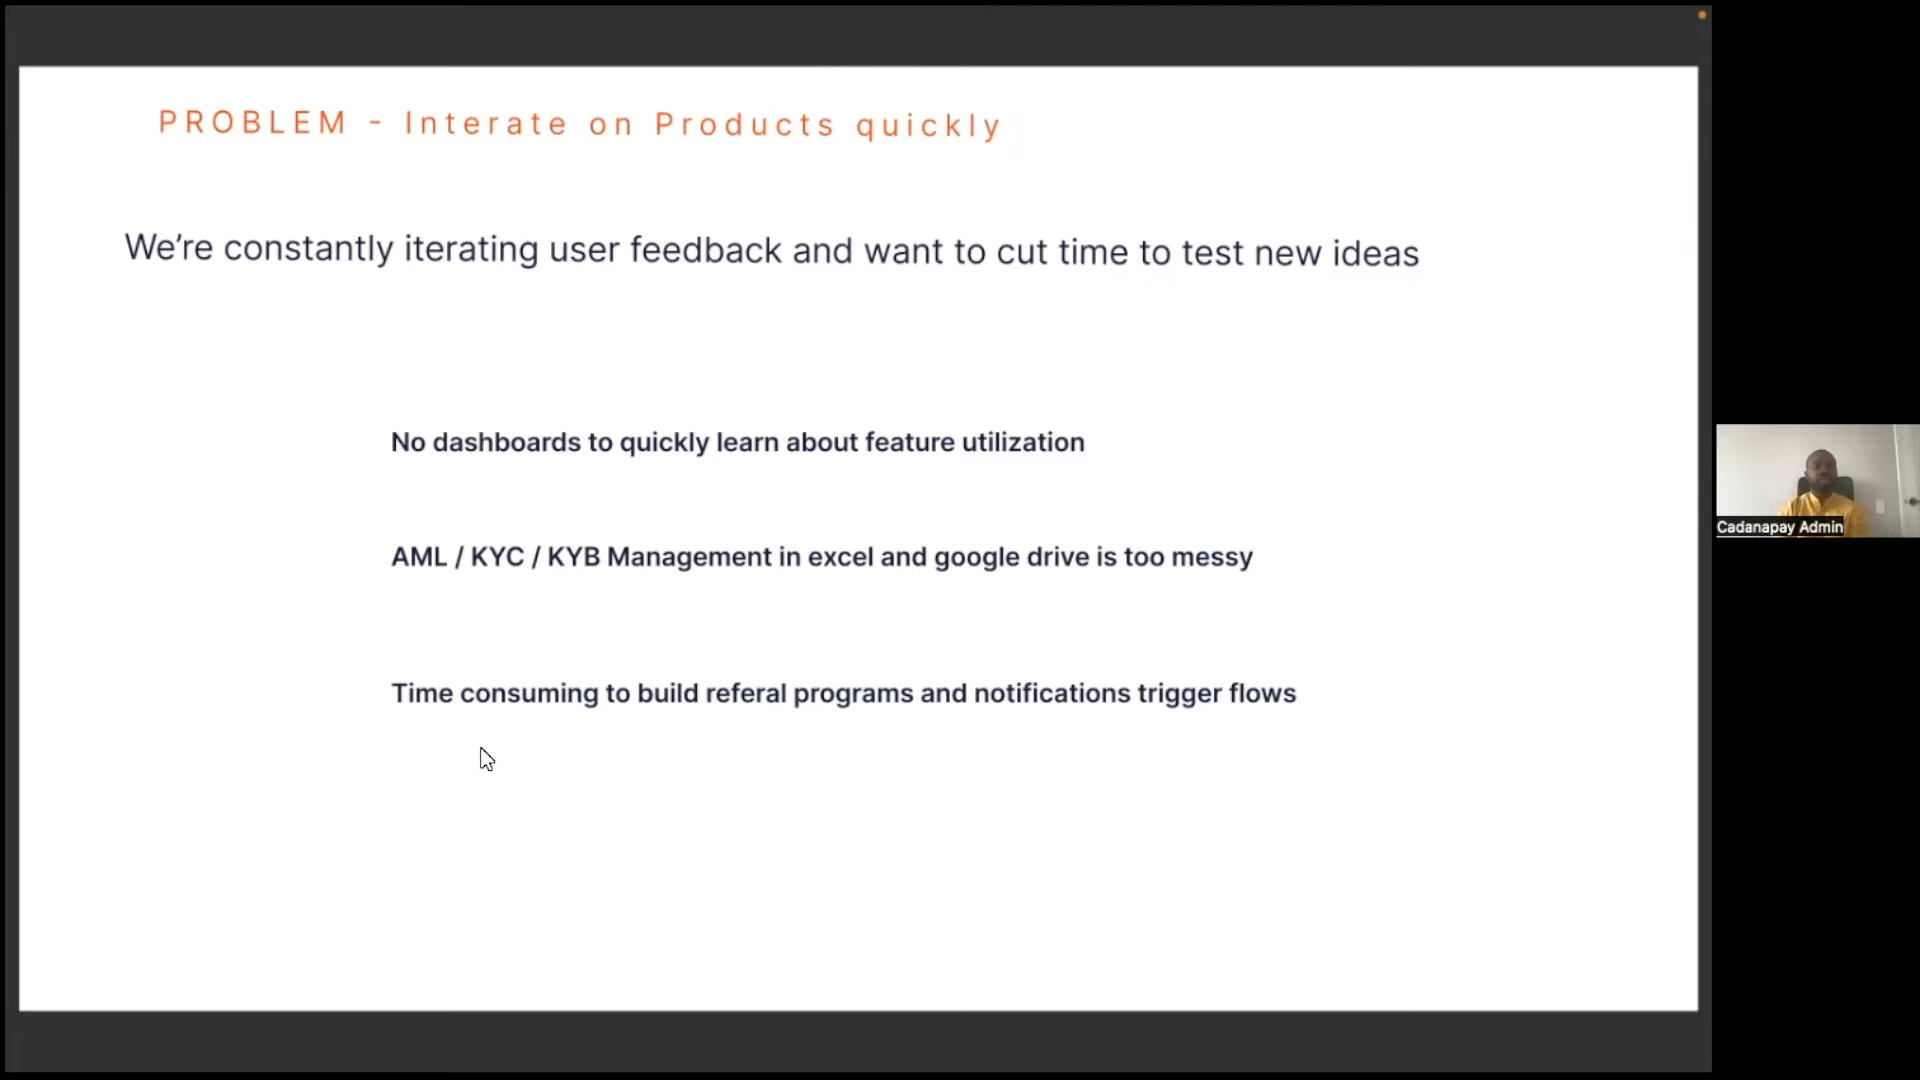 PROBLEM - Interate on Products quickly
We're constantly iterating user feedback and want to cut time to test new ideas
No dashboards to quickly learn about feature utilization
AML / KYC / KYB Management in excel and google drive is too messy
Cadanapay Admin
Time consuming to build referal programs and notifications trigger flows